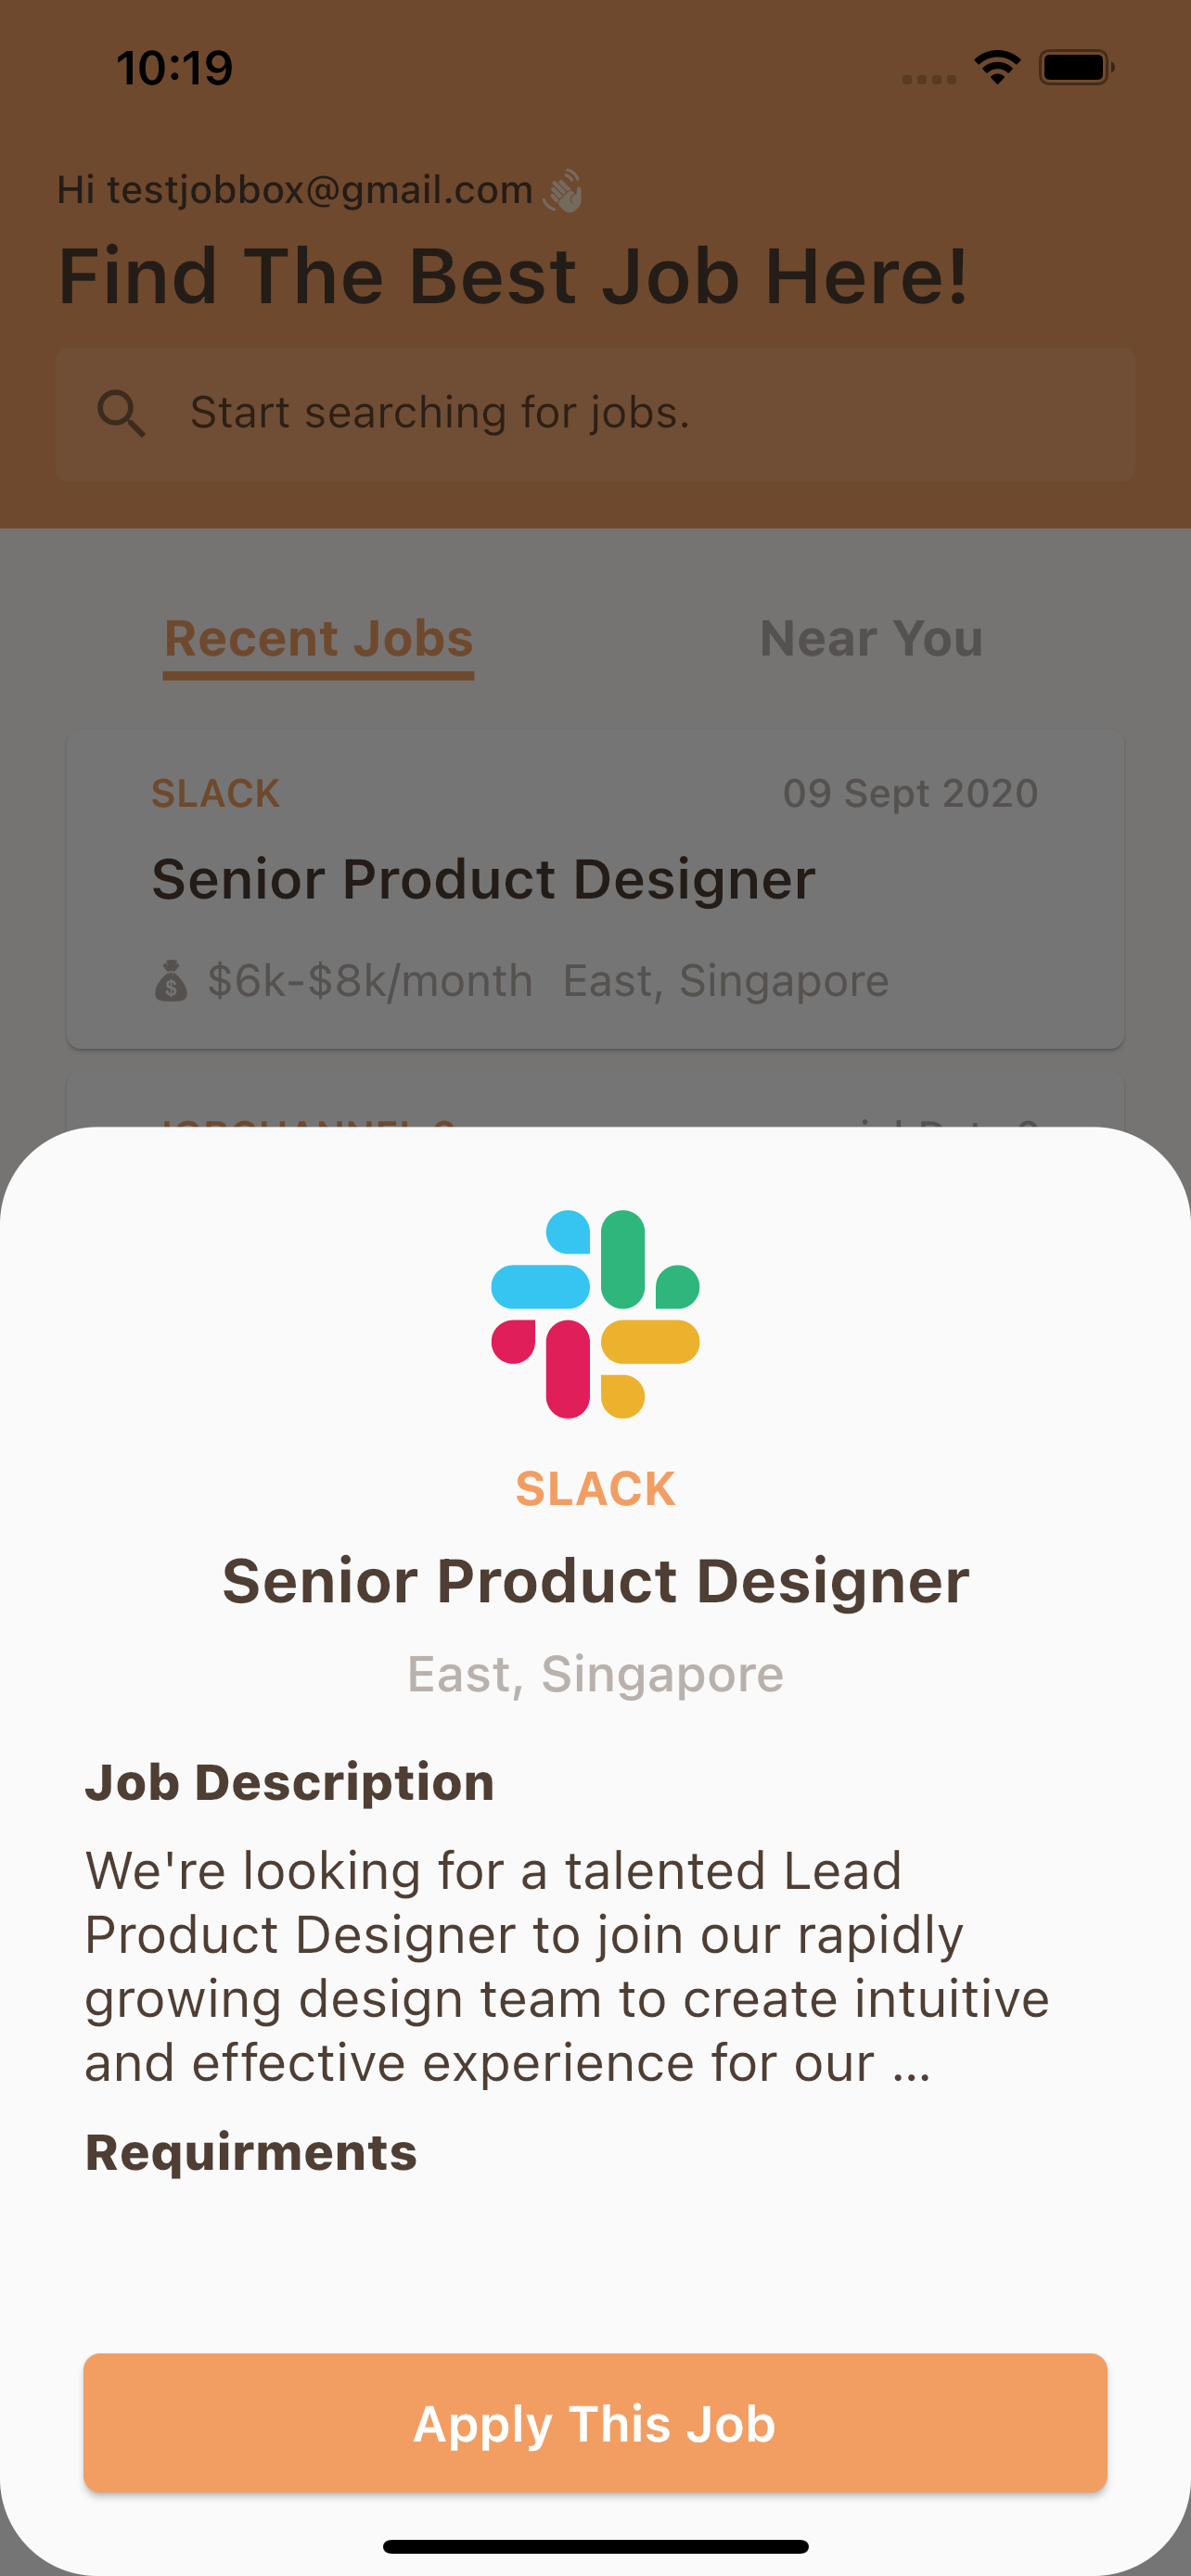 10:19
Hi testjobbox@gmail.com👋
Find The Best Job Here!
Start searching for jobs.
Recent Jobs
Near You
SLACK
09 Sept 2020
Senior Product Designer
$6k-$8k/month East, Singapore
SLACK
Senior Product Designer
East, Singapore
Job Description
We're looking for a talented Lead
Product Designer to join our rapidly
growing design team to create intuitive
and effective experience for our ...
Requirments
Apply This Job